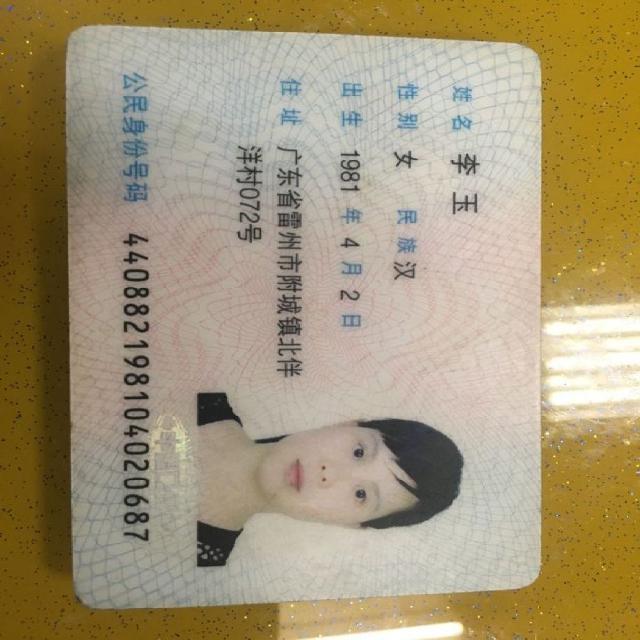 姓名 李玉
性别 女 民族 汉
出生 1981 年 4 月 2 日
住址 广东省雷州市附城镇北伴
洋村072号
公民身份号码 440882198104020687